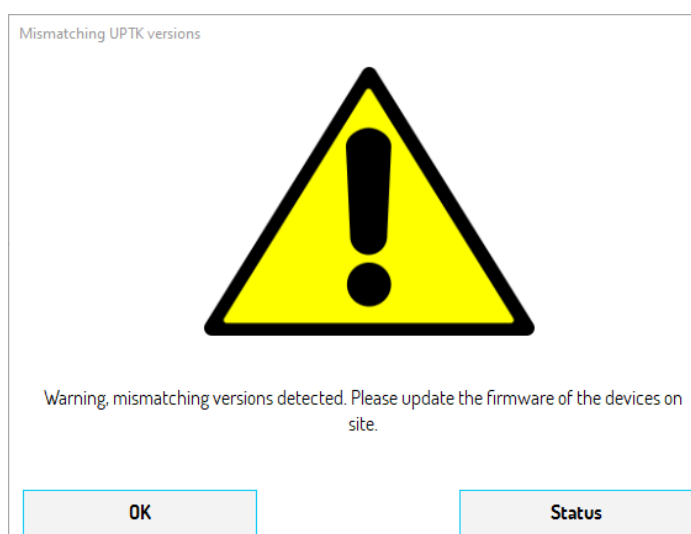 Mismatching UPTK versions
Warning, mismatching versions detected. Please update the firmware of the devices on
site.
OK
Status